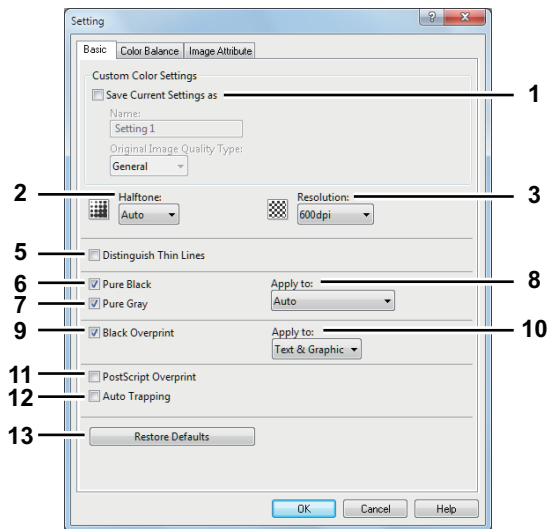 Setting
Basic Color Balance Image Attribute
Custom Color Settings
Save Current Settings as 1
Name:
Setting 1
Original Image Quality Type:
General
2 Halftone: Resolution: 3
Auto 600dpi
5 Distinguish Thin Lines
6 Pure Black Apply to: 8
7 Pure Gray Auto
9 Black Overprint Apply to: 10
Text & Graphic
11 PostScript Overprint
12 Auto Trapping
13 Restore Defaults
OK Cancel Help